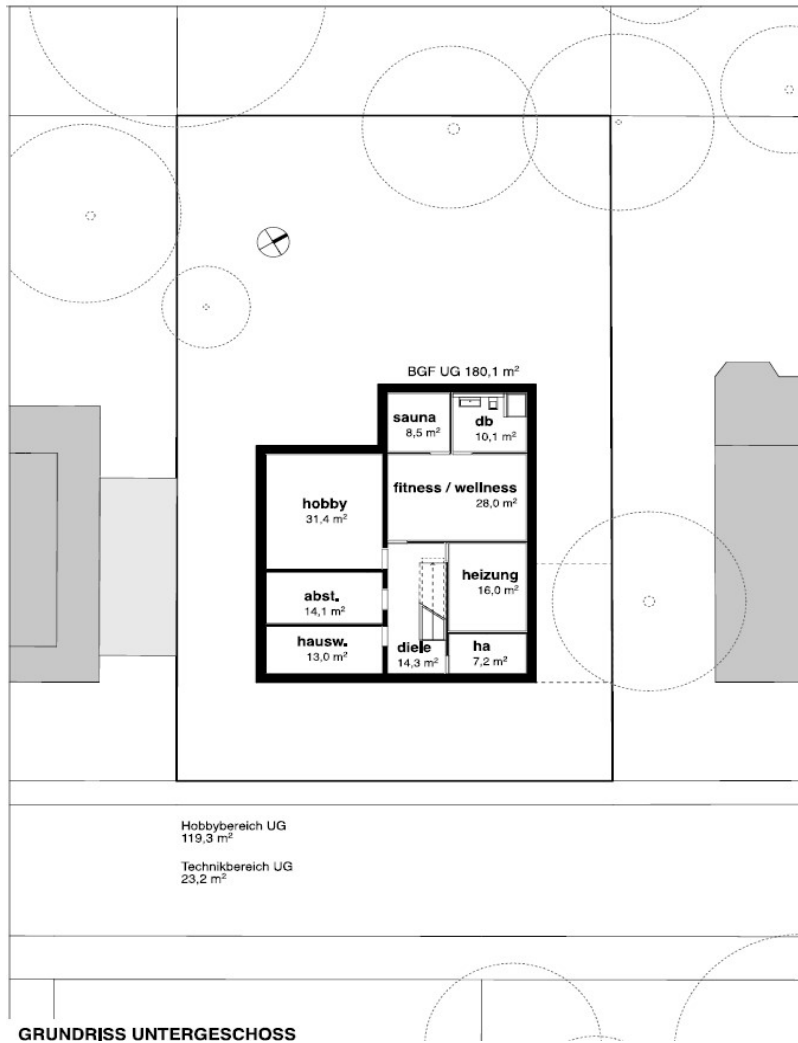 BGF UG 180,1 m²
sauna
8,5 m²
db
10,1 m²
fitness / wellness
28,0 m²
hobby
31,4 m²
heizung
16,0 m²
abst.
14,1 m²
hausw.
13,0 m²
diele
14,3 m²
ha
7,2 m²
Hobbybereich UG
119,3 m²
Technikbereich UG
23,2 m²
GRUNDRISS UNTERGESCHOSS